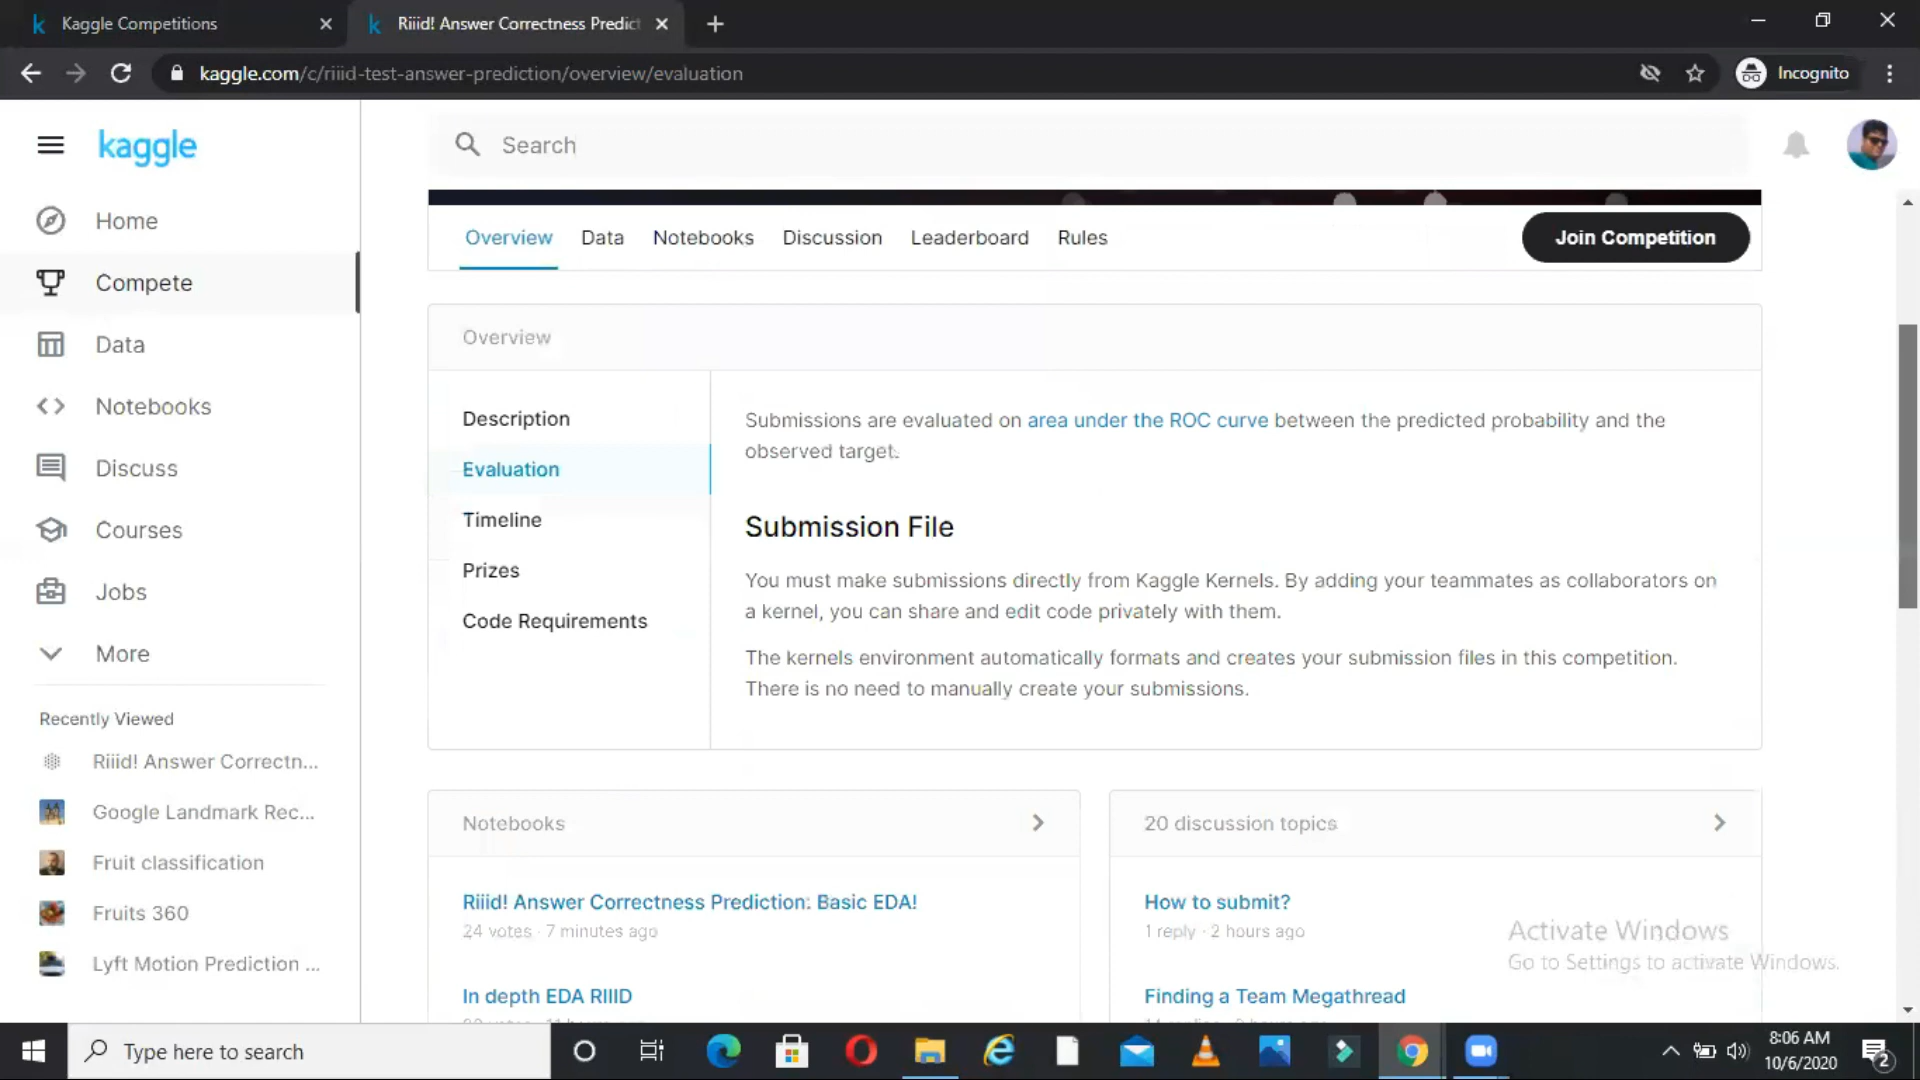 Kaggle Competitions
Riiid! Answer Correctness Predict
kaggle.com/c/riiid-test-answer-prediction/overview/evaluation
Incognito
kaggle
Search
Home
Compete
Data
Notebooks
Discuss
Courses
Jobs
More
Recently Viewed
Riiid! Answer Correctn...
Google Landmark Rec...
Fruit classification
Fruits 360
Lyft Motion Prediction ...
Overview Data Notebooks Discussion Leaderboard Rules
Join Competition
Overview
Description
Evaluation
Timeline
Prizes
Code Requirements
Submissions are evaluated on area under the ROC curve between the predicted probability and the
observed target.
Submission File
You must make submissions directly from Kaggle Kernels. By adding your teammates as collaborators on
a kernel, you can share and edit code privately with them.
The kernels environment automatically formats and creates your submission files in this competition.
There is no need to manually create your submissions.
Notebooks
Riiid! Answer Correctness Prediction: Basic EDA!
24 votes · 7 minutes ago
In depth EDA RIIID
20 discussion topics
How to submit?
1 reply · 2 hours ago
Finding a Team Megathread
Activate Windows
Go to Settings to activate Windows.
Type here to search
8:06 AM
10/6/2020
2